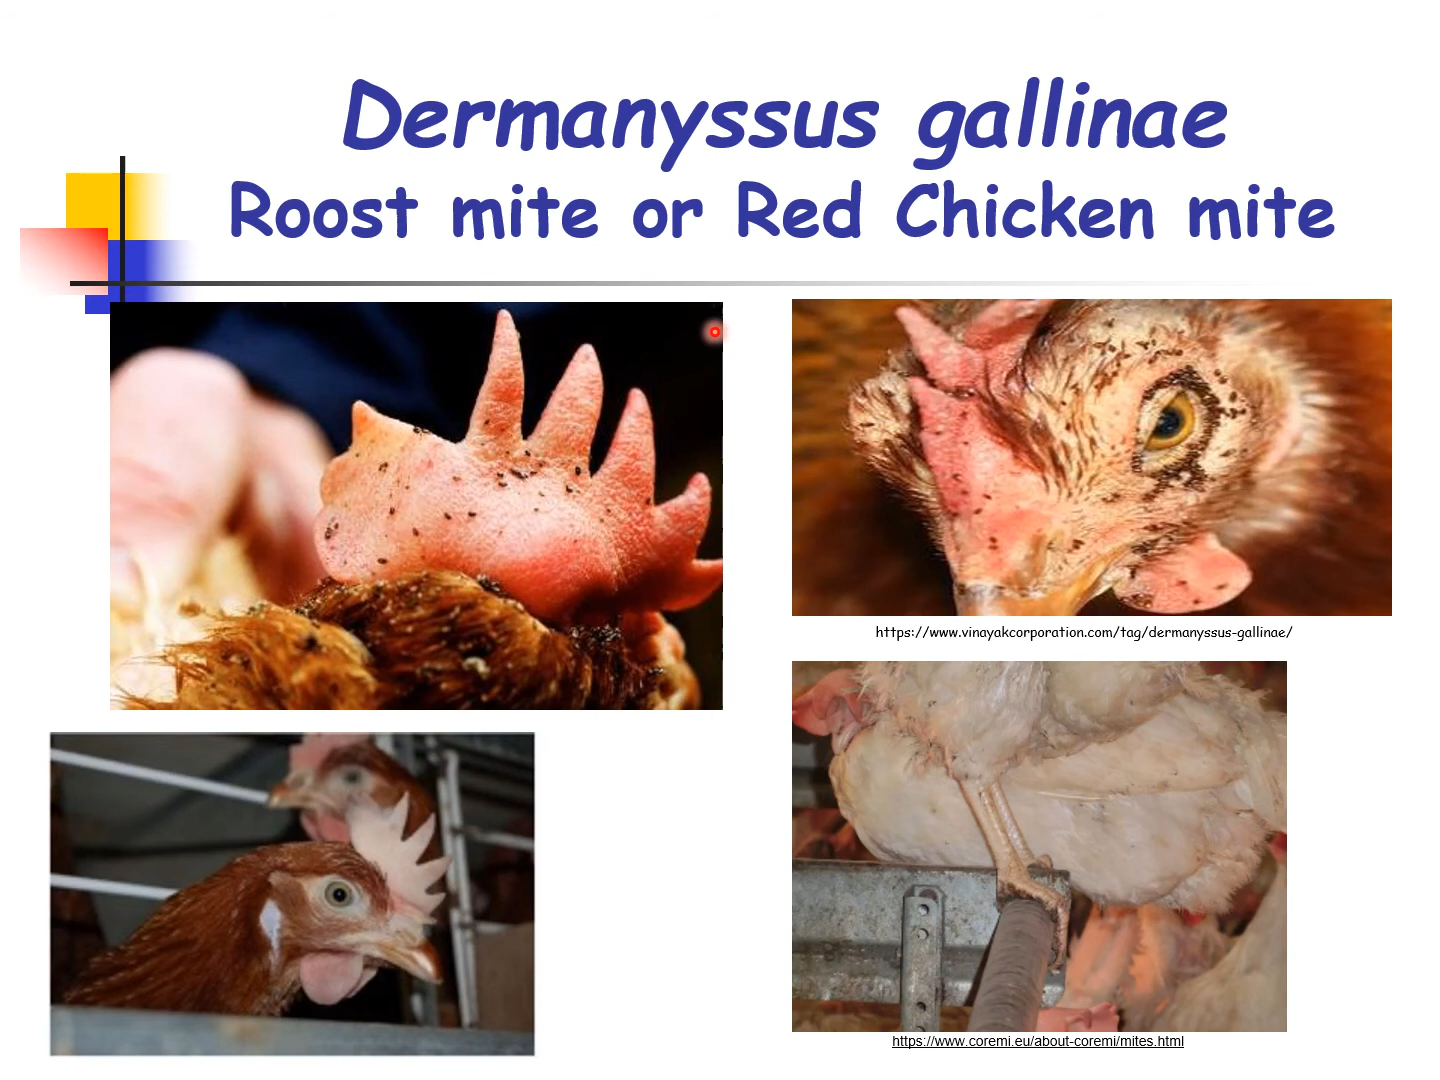 Dermanyssus gallinae
Roost mite or Red Chicken mite
https://www.vinayakcorporation.com/tag/dermanyssus-gallinae/
https://www.coremi.eu/about-coremi/mites.html